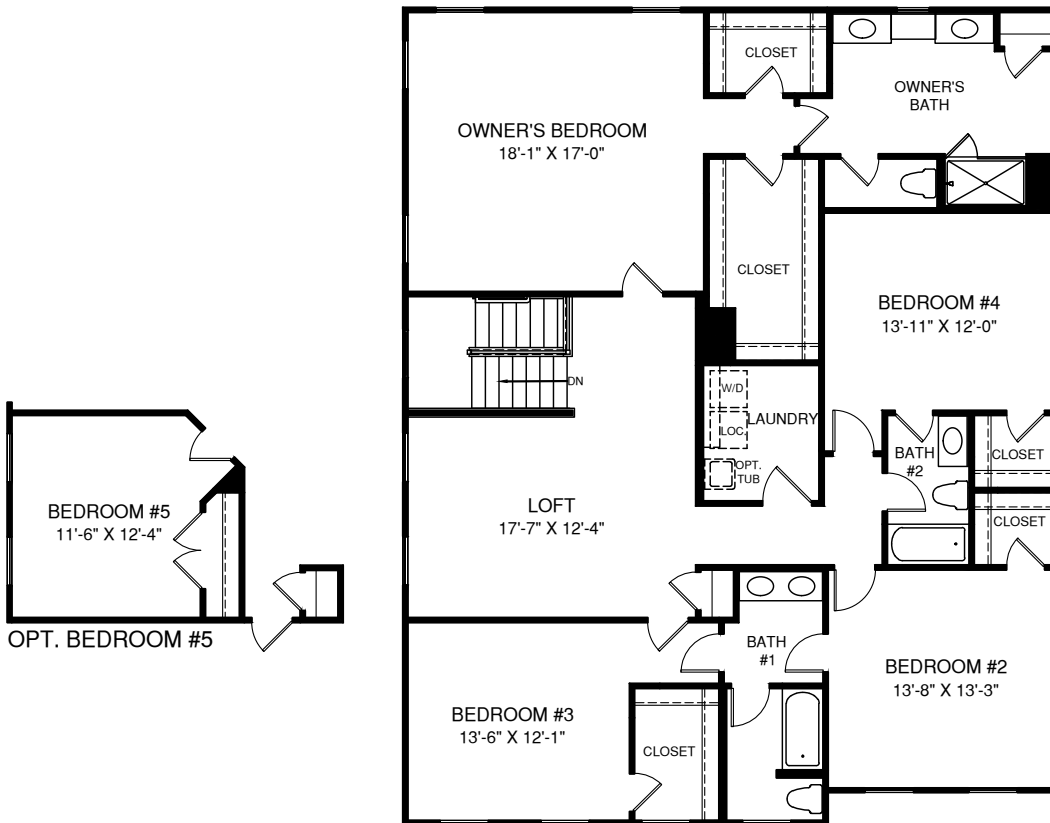 CLOSET
OWNER'S
BATH
OWNER'S BEDROOM
18'-1" X 17'-0"
CLOSET
BEDROOM #4
13'-11" X 12'-0"
DN
W/D
LAUNDRY
LOC.
OPT.
TUB
BATH
#2
CLOSET
CLOSET
BEDROOM #5
11'-6" X 12'-4"
LOFT
17'-7" X 12'-4"
OPT. BEDROOM #5
BATH
#1
BEDROOM #2
13'-8" X 13'-3"
BEDROOM #3
13'-6" X 12'-1"
CLOSET